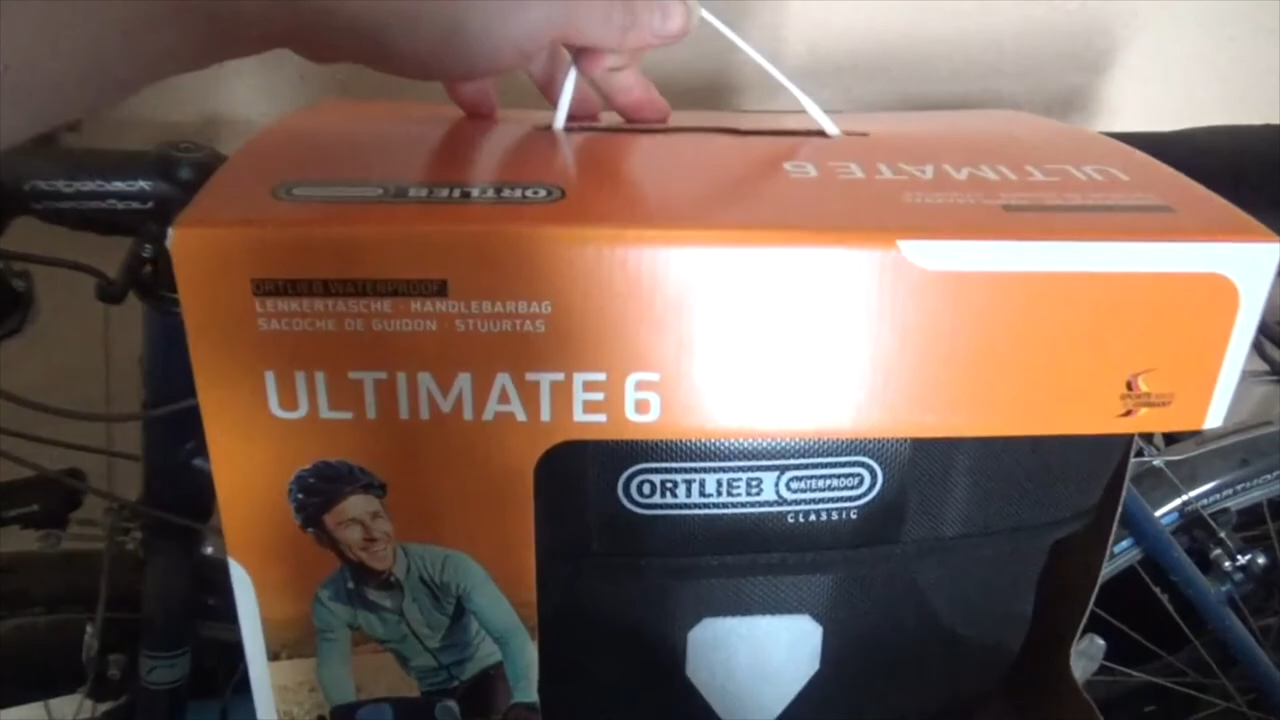 ORTLIEB
ULTIMATE 6
ORTLIEB WATERPROOF
LENKERTASCHE · HANDLEBARBAG
SACOCHE DE GUIDON · STUURTAS
ULTIMATE 6
ORTLIEB WATERPROOF
CLASSIC